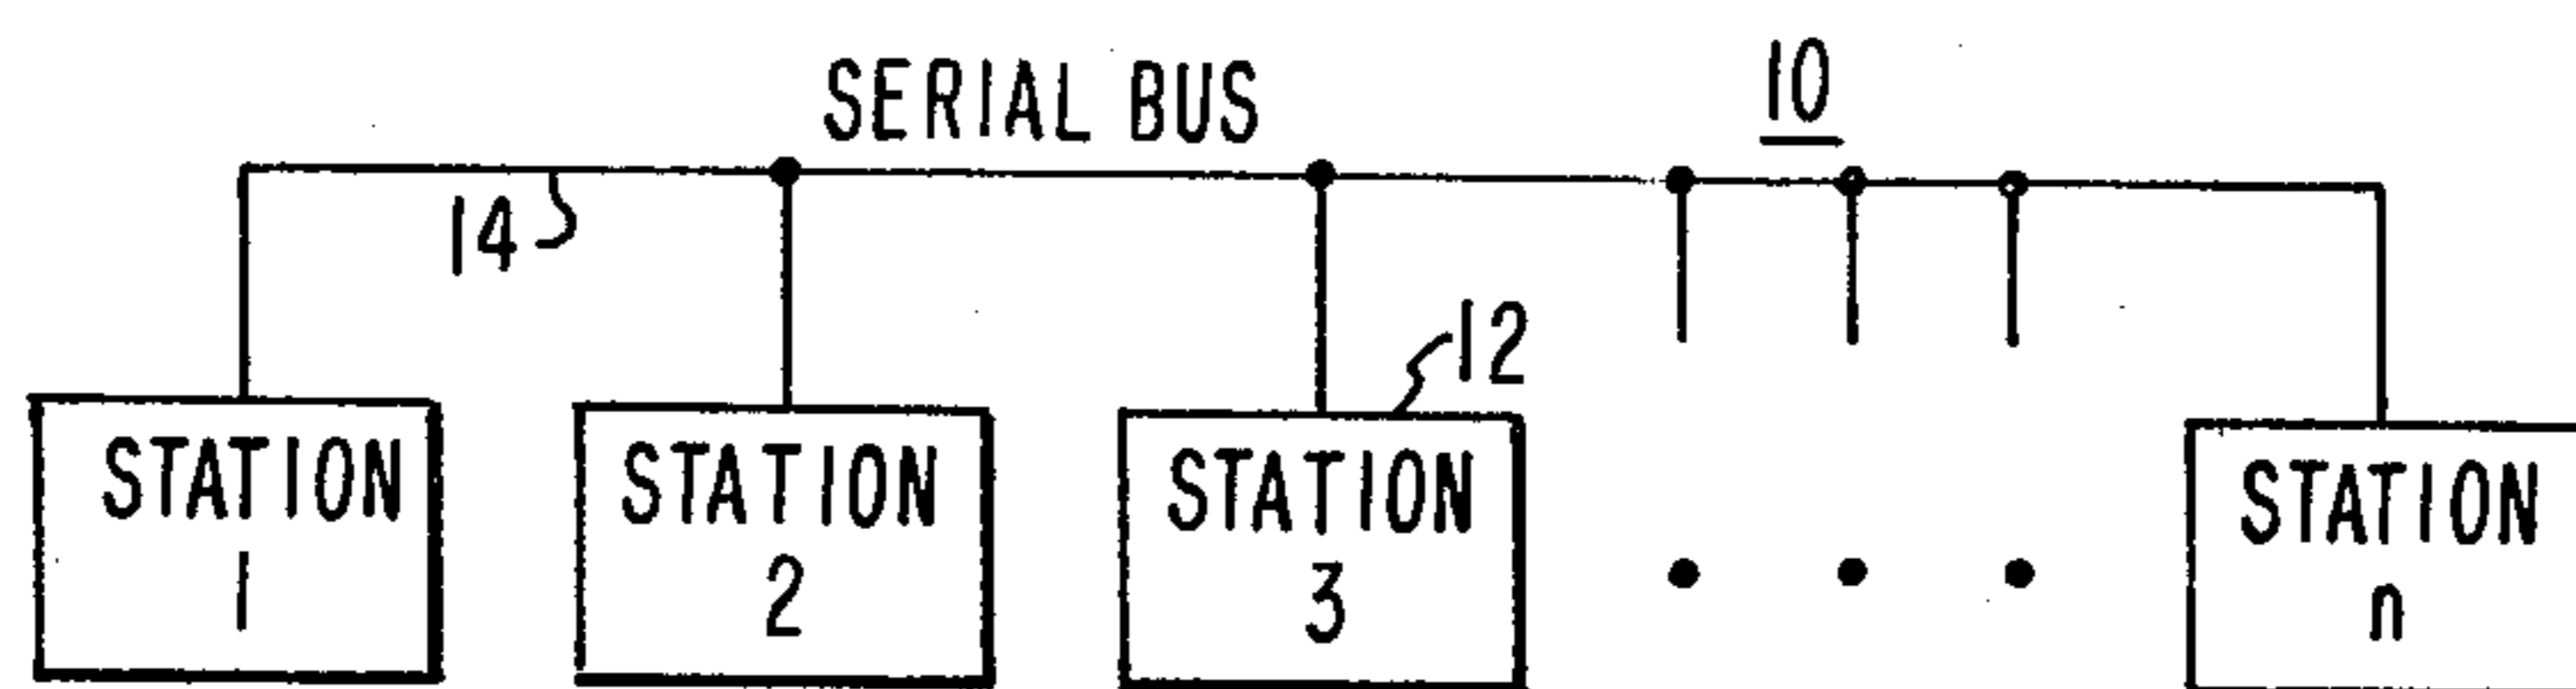 SERIAL BUS
10
14
12
STATION
1
STATION
2
STATION
3
STATION
n